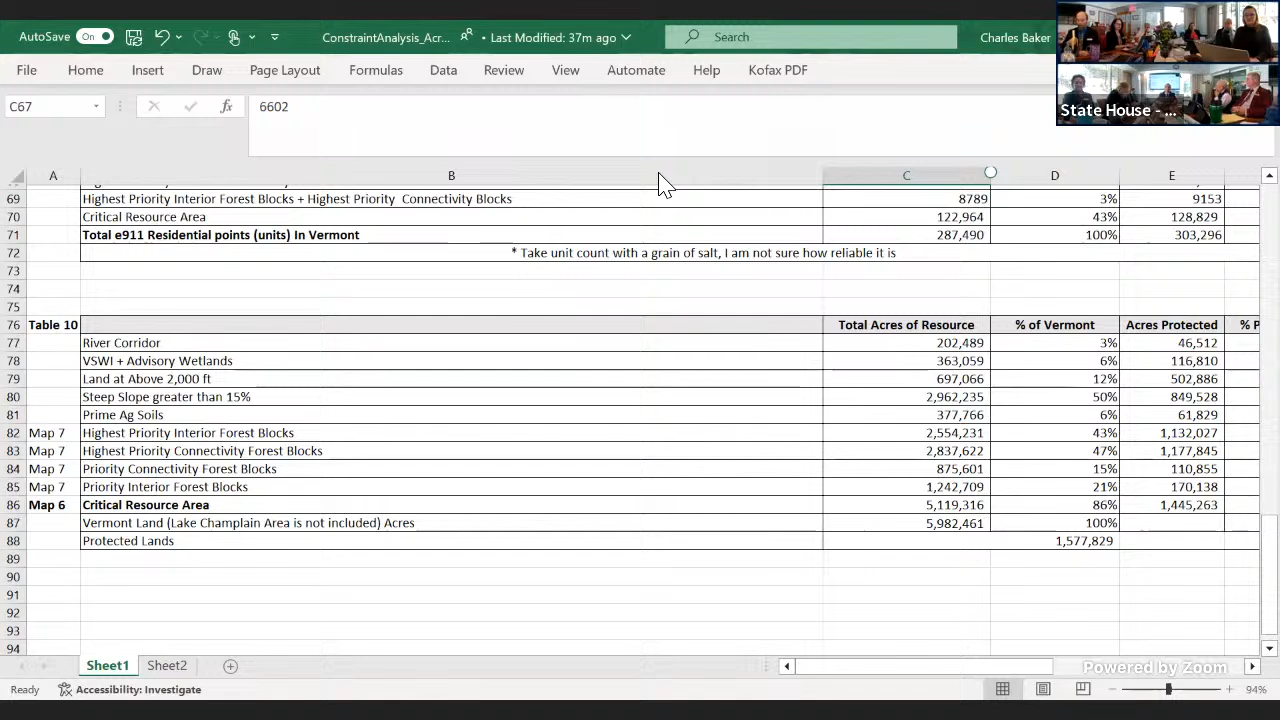 AutoSave On ConstraintAnalysis_Acr... • Last Modified: 37m ago Search Charles Baker
File Home Insert Draw Page Layout Formulas Data Review View Automate Help Kofax PDF
State House - ...
C67 fx 6602
A B C D E
69 Highest Priority Interior Forest Blocks + Highest Priority Connectivity Blocks 8789 3% 9153
70 Critical Resource Area 122,964 43% 128,829
71 Total e911 Residential points (units) In Vermont 287,490 100% 303,296
72 * Take unit count with a grain of salt, I am not sure how reliable it is
73
74
75
76 Table 10 Total Acres of Resource % of Vermont Acres Protected % P
77 River Corridor 202,489 3% 46,512
78 VSWI + Advisory Wetlands 363,059 6% 116,810
79 Land at Above 2,000 ft 697,066 12% 502,886
80 Steep Slope greater than 15% 2,962,235 50% 849,528
81 Prime Ag Soils 377,766 6% 61,829
82 Map 7 Highest Priority Interior Forest Blocks 2,554,231 43% 1,132,027
83 Map 7 Highest Priority Connectivity Forest Blocks 2,837,622 47% 1,177,845
84 Map 7 Priority Connectivity Forest Blocks 875,601 15% 110,855
85 Map 7 Priority Interior Forest Blocks 1,242,709 21% 170,138
86 Map 6 Critical Resource Area 5,119,316 86% 1,445,263
87 Vermont Land (Lake Champlain Area is not included) Acres 5,982,461 100%
88 Protected Lands 1,577,829
89
90
91
92
93
94
Sheet1 Sheet2
Powered by Zoom
Ready Accessibility: Investigate 94%